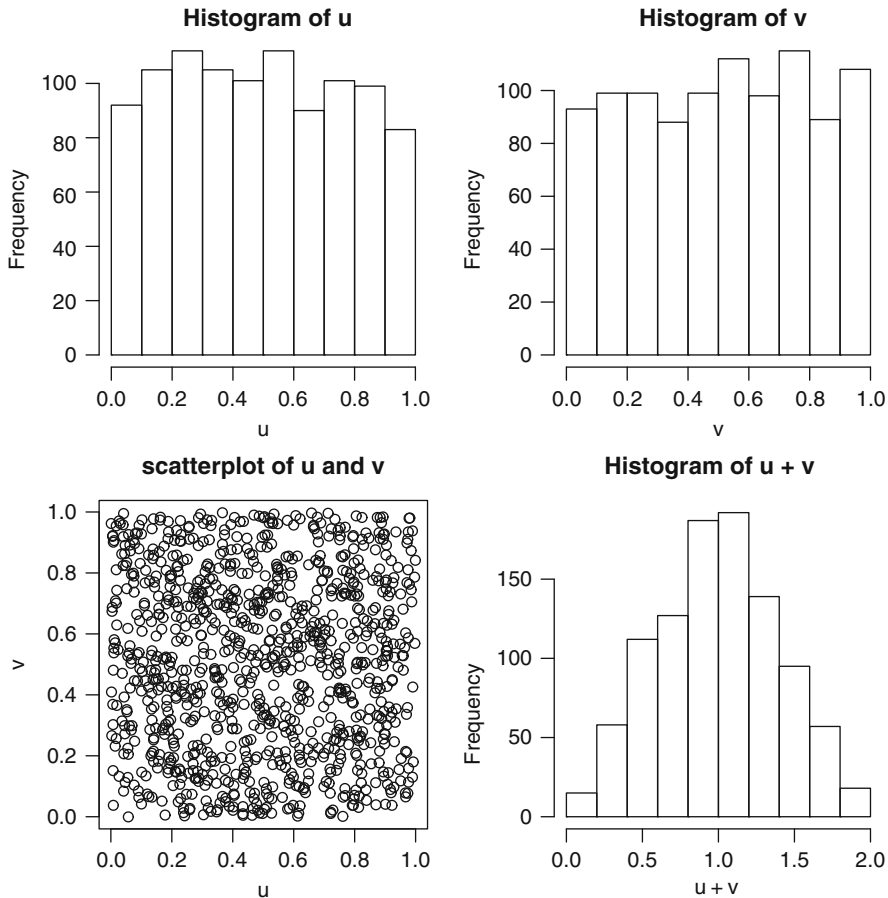 Histogram of u
Frequency
100
80
60
40
20
0
0.0 0.2 0.4 0.6 0.8 1.0
u
Histogram of v
Frequency
100
80
60
40
20
0
0.0 0.2 0.4 0.6 0.8 1.0
v
scatterplot of u and v
v
1.0
0.8
0.6
0.4
0.2
0.0
0.0 0.2 0.4 0.6 0.8 1.0
u
Histogram of u + v
Frequency
150
100
50
0
0.0 0.5 1.0 1.5 2.0
u + v